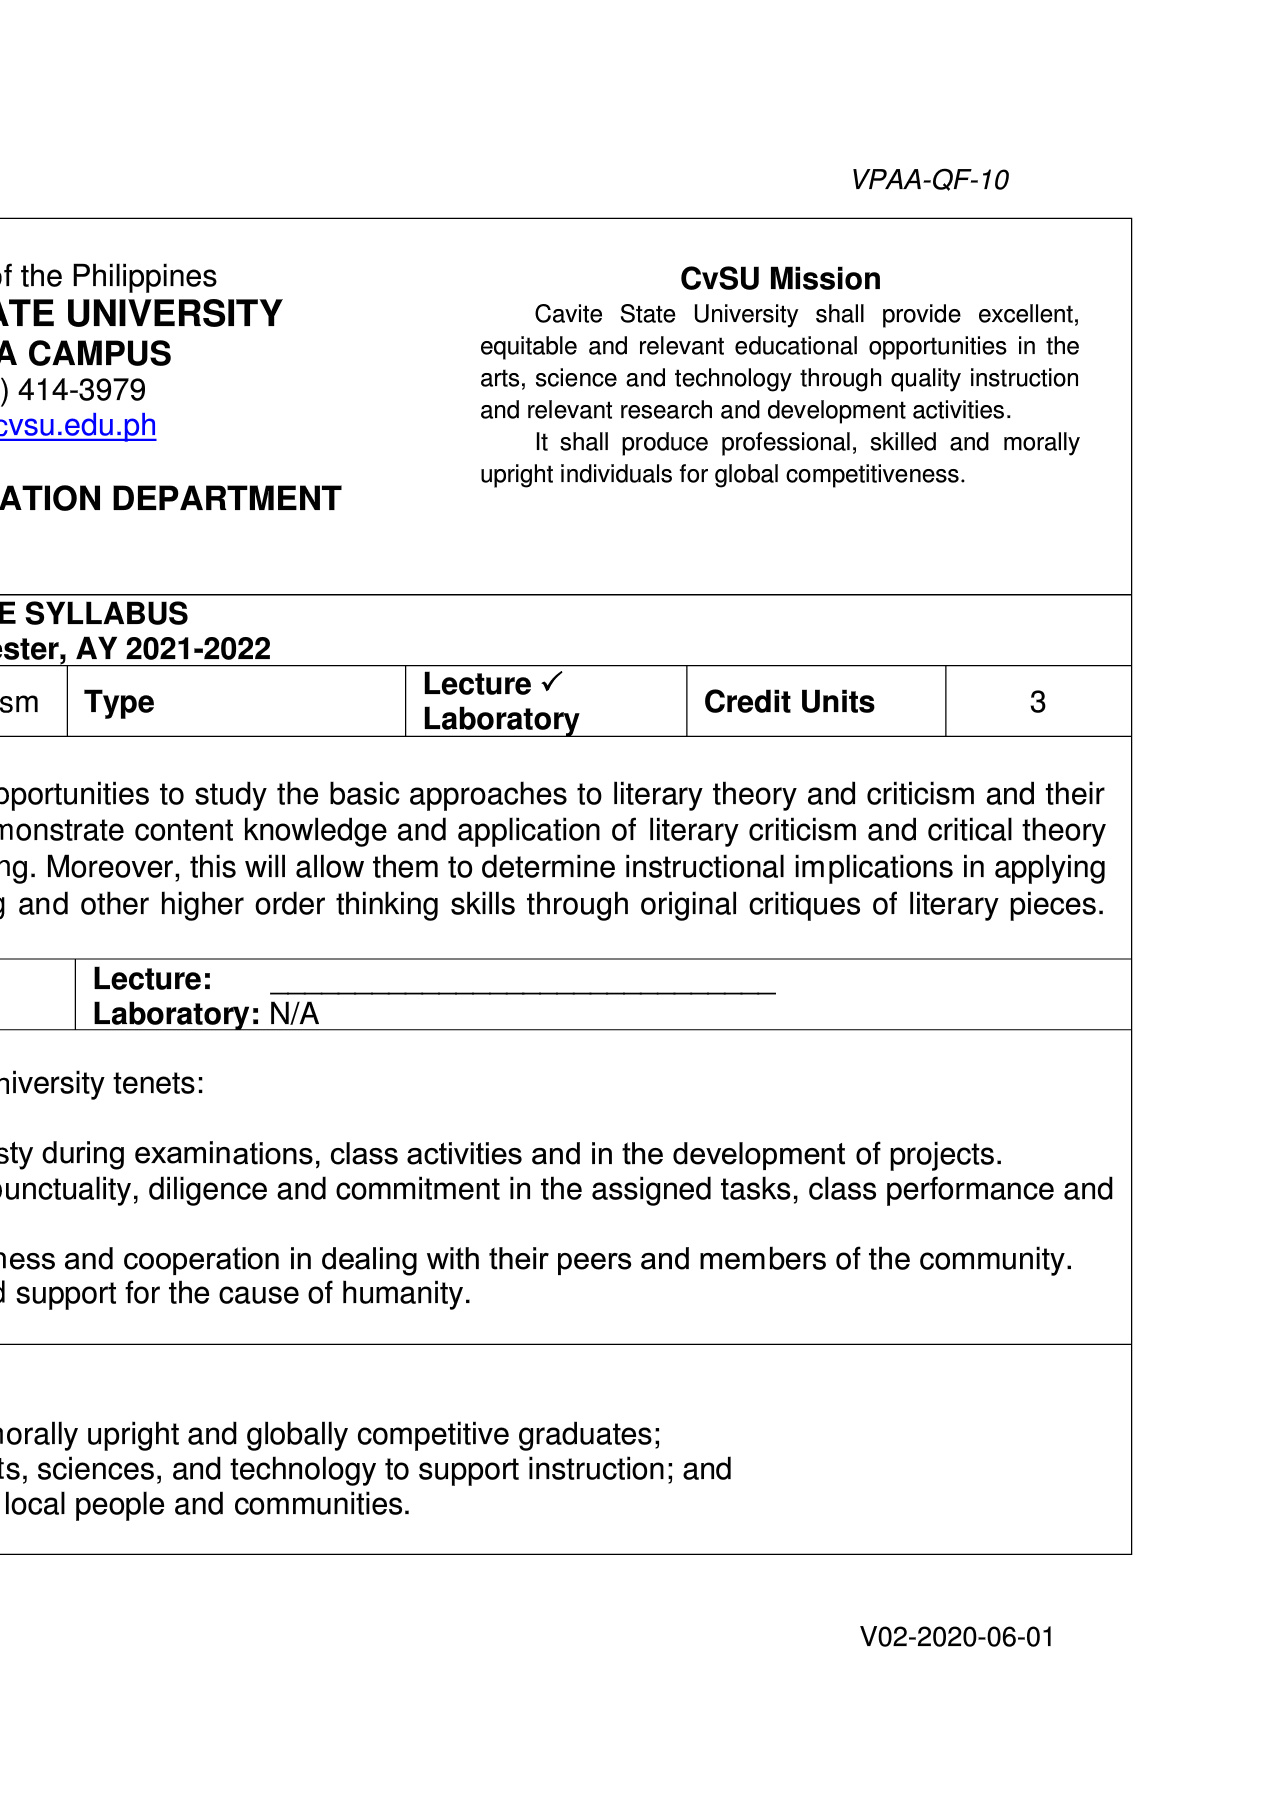 VPAA-QF-10
of the Philippines
ATE UNIVERSITY
A CAMPUS
) 414-3979
cvsu.edu.ph
ATION DEPARTMENT
CvSU Mission
Cavite State University shall provide excellent,
equitable and relevant educational opportunities in the
arts, science and technology through quality instruction
and relevant research and development activities.
It shall produce professional, skilled and morally
upright individuals for global competitiveness.
E SYLLABUS
ester, AY 2021-2022
sm
Type
Lecture ✓
Laboratory
Credit Units
3
pportunities to study the basic approaches to literary theory and criticism and their
monstrate content knowledge and application of literary criticism and critical theory
ng. Moreover, this will allow them to determine instructional implications in applying
g and other higher order thinking skills through original critiques of literary pieces.
Lecture: ______________________________
Laboratory: N/A
niversity tenets:
sty during examinations, class activities and in the development of projects.
punctuality, diligence and commitment in the assigned tasks, class performance and
ness and cooperation in dealing with their peers and members of the community.
d support for the cause of humanity.
morally upright and globally competitive graduates;
ts, sciences, and technology to support instruction; and
local people and communities.
V02-2020-06-01